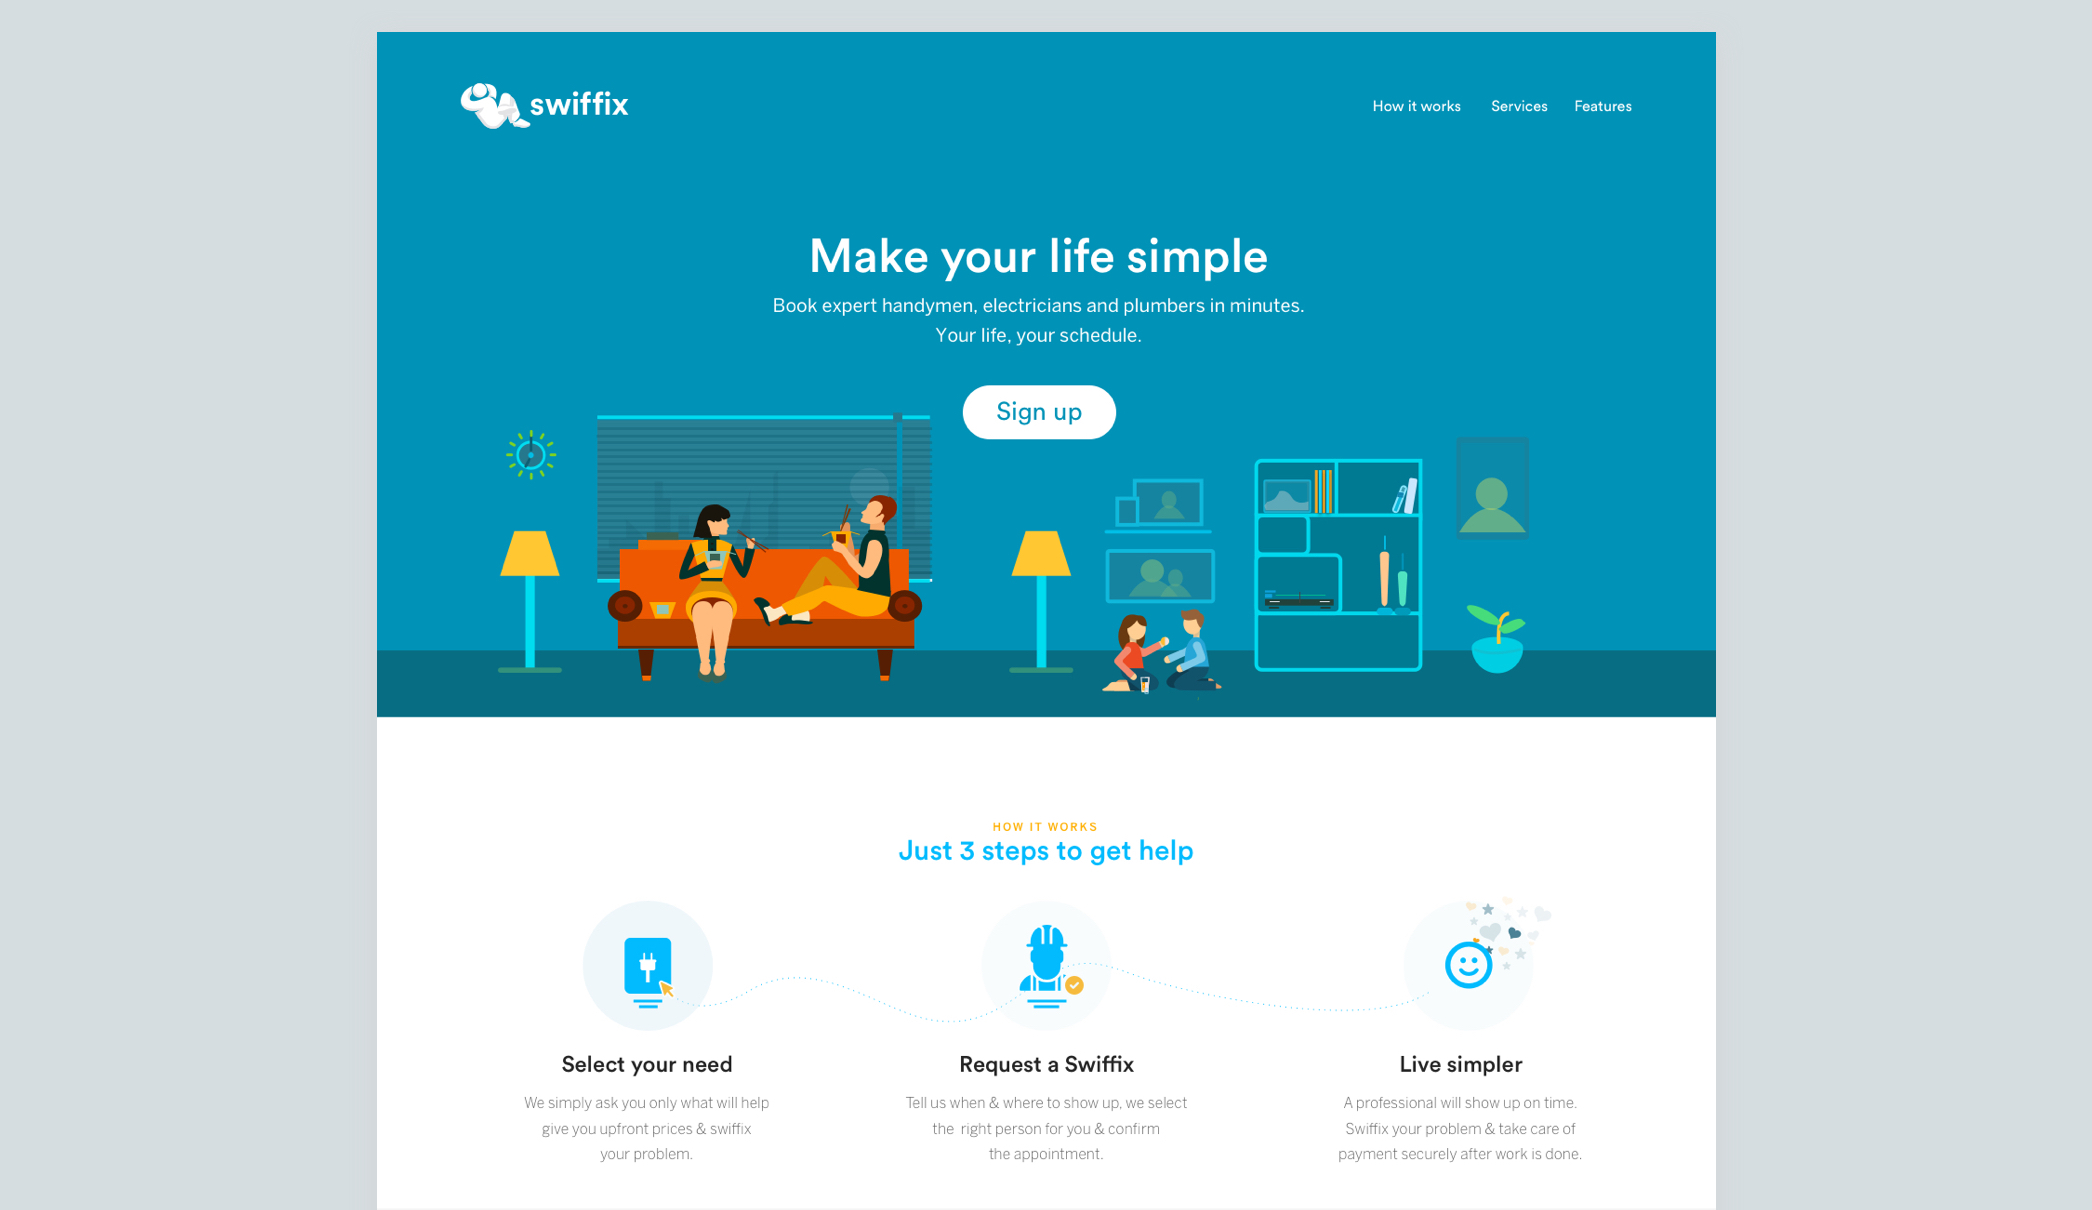 swiffix
How it works Services Features
Make your life simple
Book expert handymen, electricians and plumbers in minutes.
Your life, your schedule.
Sign up
HOW IT WORKS
Just 3 steps to get help
Select your need
We simply ask you only what will help
give you upfront prices & swiffix
your problem.
Request a Swiffix
Tell us when & where to show up, we select
the right person for you & confirm
the appointment.
Live simpler
A professional will show up on time.
Swiffix your problem & take care of
payment securely after work is done.